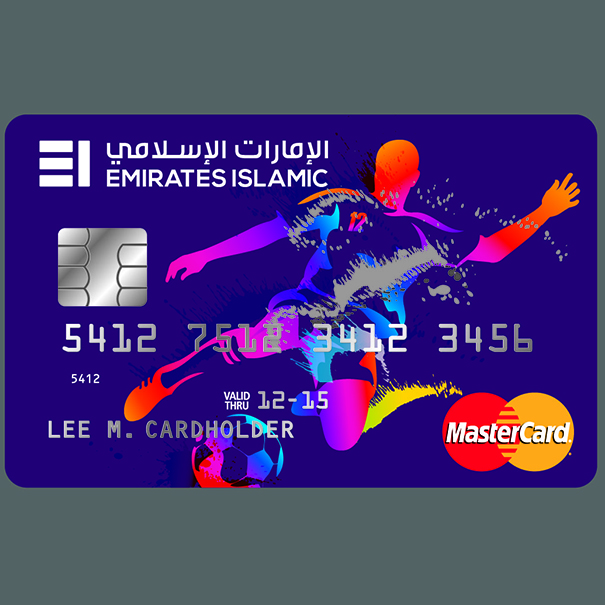 الإمارات الإسلامي
EMIRATES ISLAMIC
5412 7512 3412 3456
5412
VALID THRU 12-15
LEE M. CARDHOLDER
MasterCard